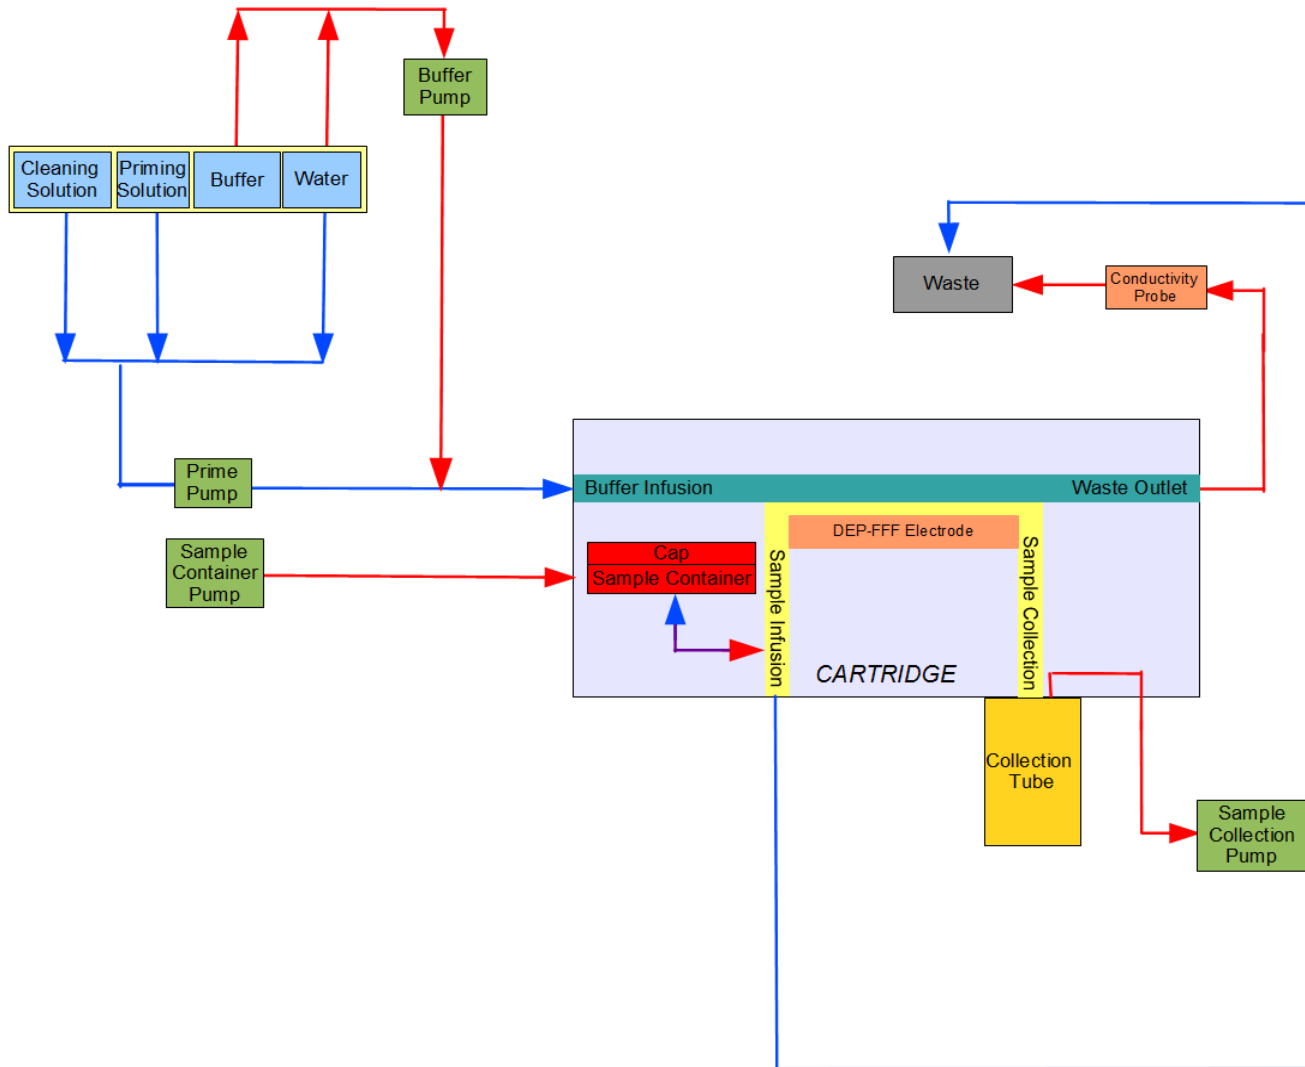 Buffer
Pump
Cleaning
Solution
Priming
Solution
Buffer
Water
Waste
Conductivity
Probe
Prime
Pump
Buffer Infusion
Waste Outlet
DEP-FFF Electrode
Sample
Container
Pump
Cap
Sample Container
Sample Infusion
Sample Collection
CARTRIDGE
Collection
Tube
Sample
Collection
Pump